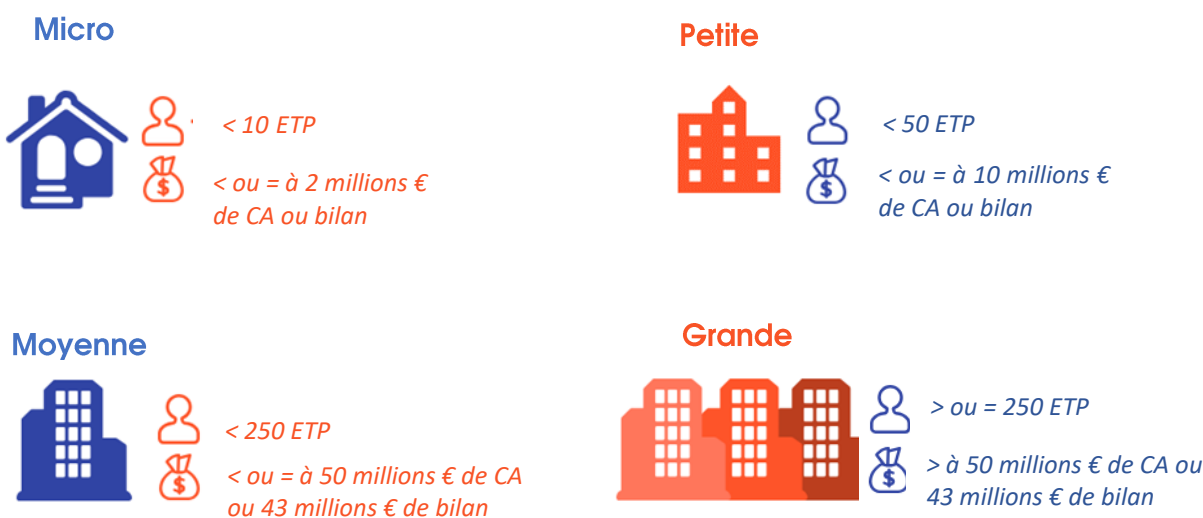 Micro
< 10 ETP
< ou = à 2 millions €
de CA ou bilan
Petite
< 50 ETP
< ou = à 10 millions €
de CA ou bilan
Moyenne
< 250 ETP
< ou = à 50 millions € de CA
ou 43 millions € de bilan
Grande
> ou = 250 ETP
> à 50 millions € de CA ou
43 millions € de bilan